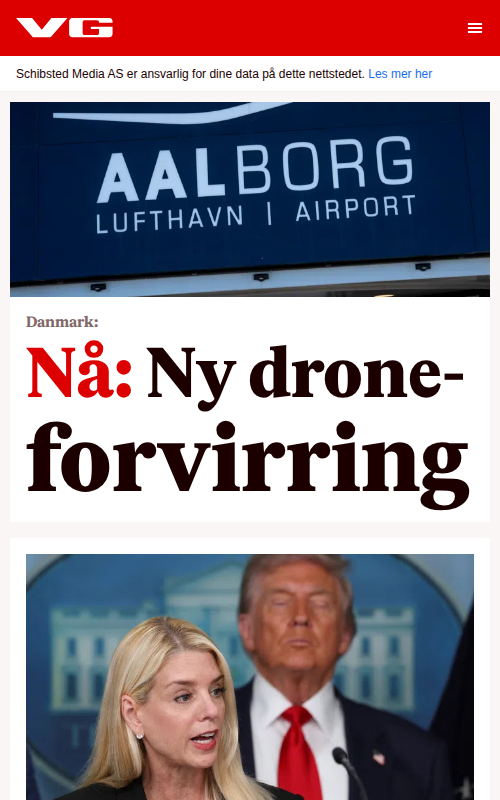 VG
Schibsted Media AS er ansvarlig for dine data på dette nettstedet. Les mer her
AALBORG
LUFTHAVN | AIRPORT
Danmark:
Nå: Ny drone-
forvirring